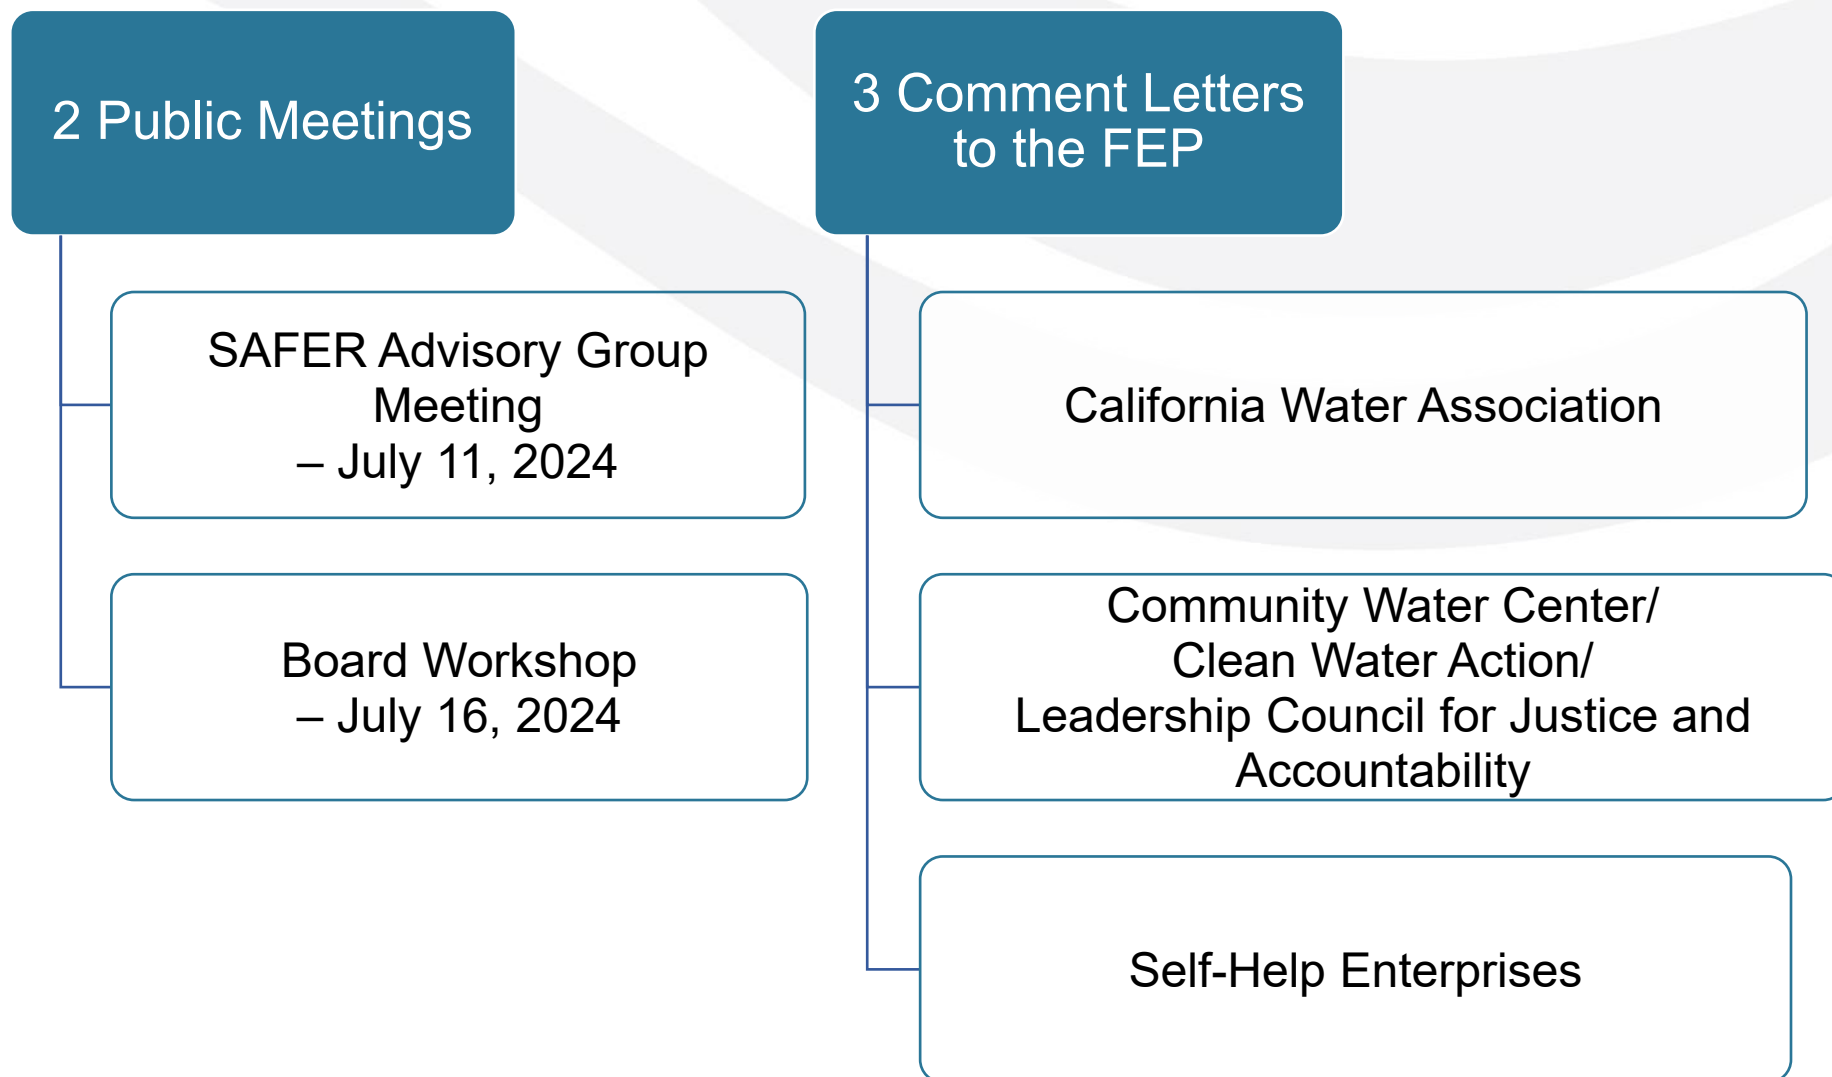 2 Public Meetings
SAFER Advisory Group
Meeting
– July 11, 2024
Board Workshop
– July 16, 2024
3 Comment Letters
to the FEP
California Water Association
Community Water Center/
Clean Water Action/
Leadership Council for Justice and
Accountability
Self-Help Enterprises